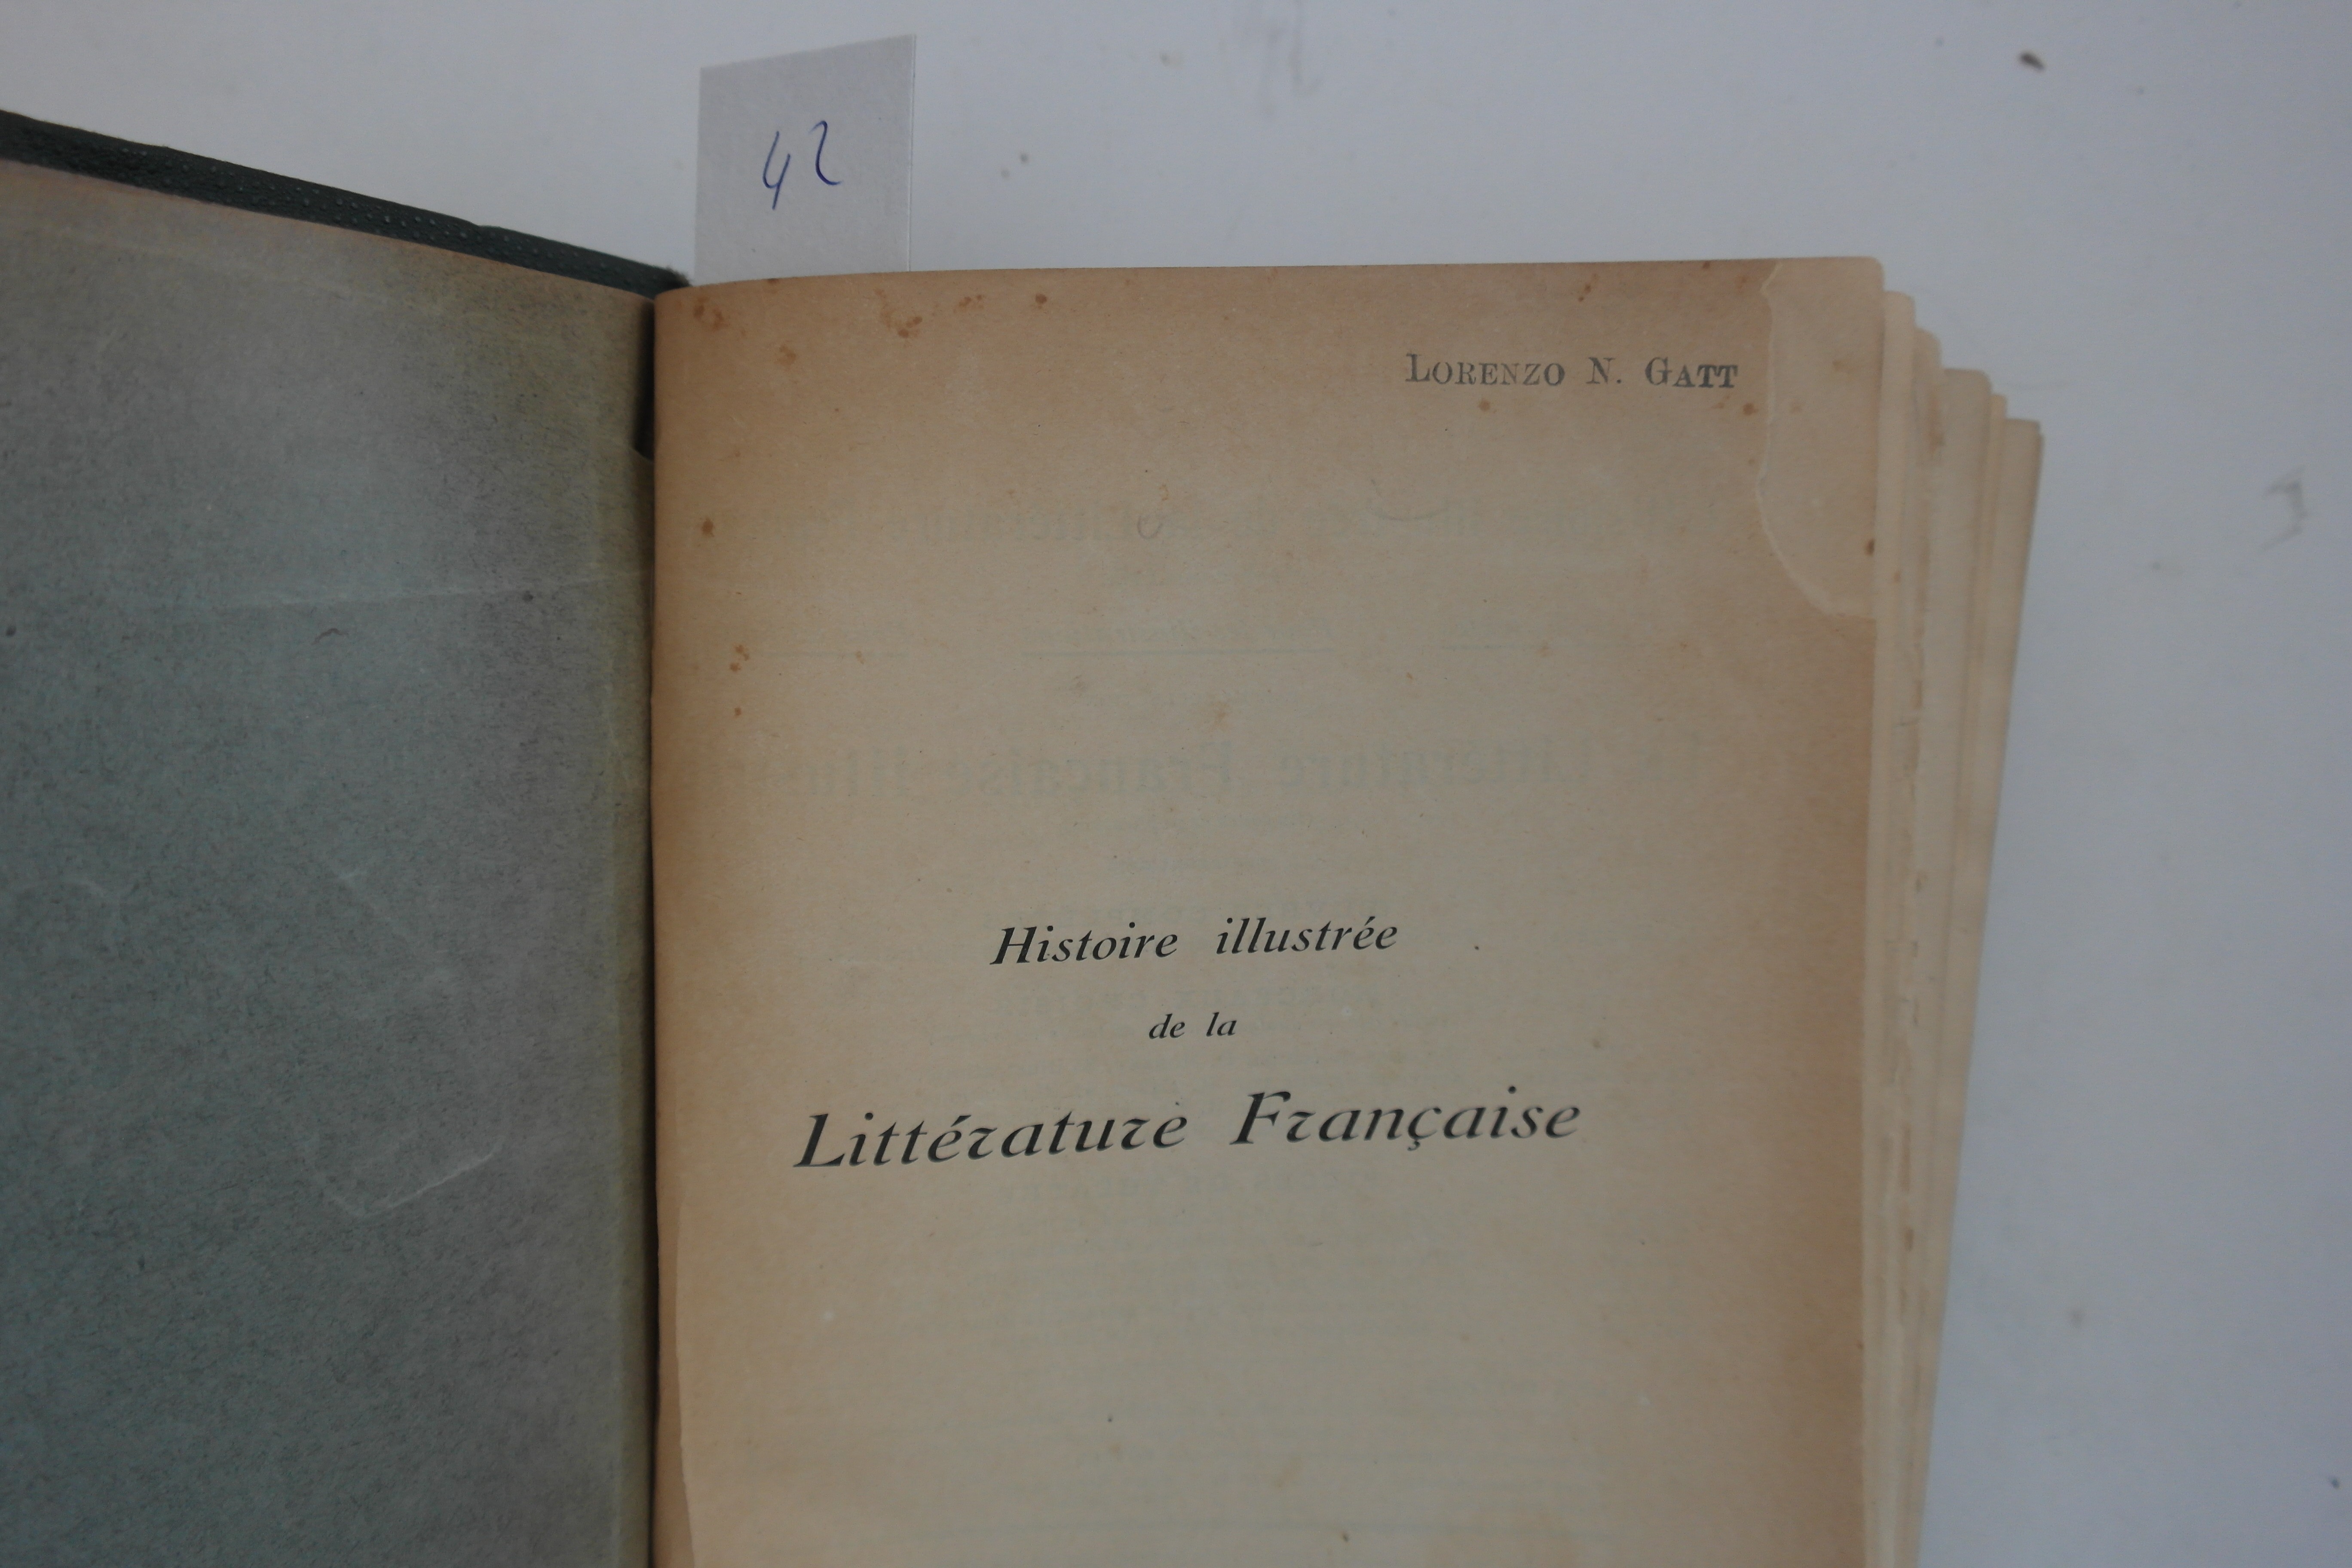 42
LORENZO N. GATT
Histoire illustrée
de la
Littérature Française